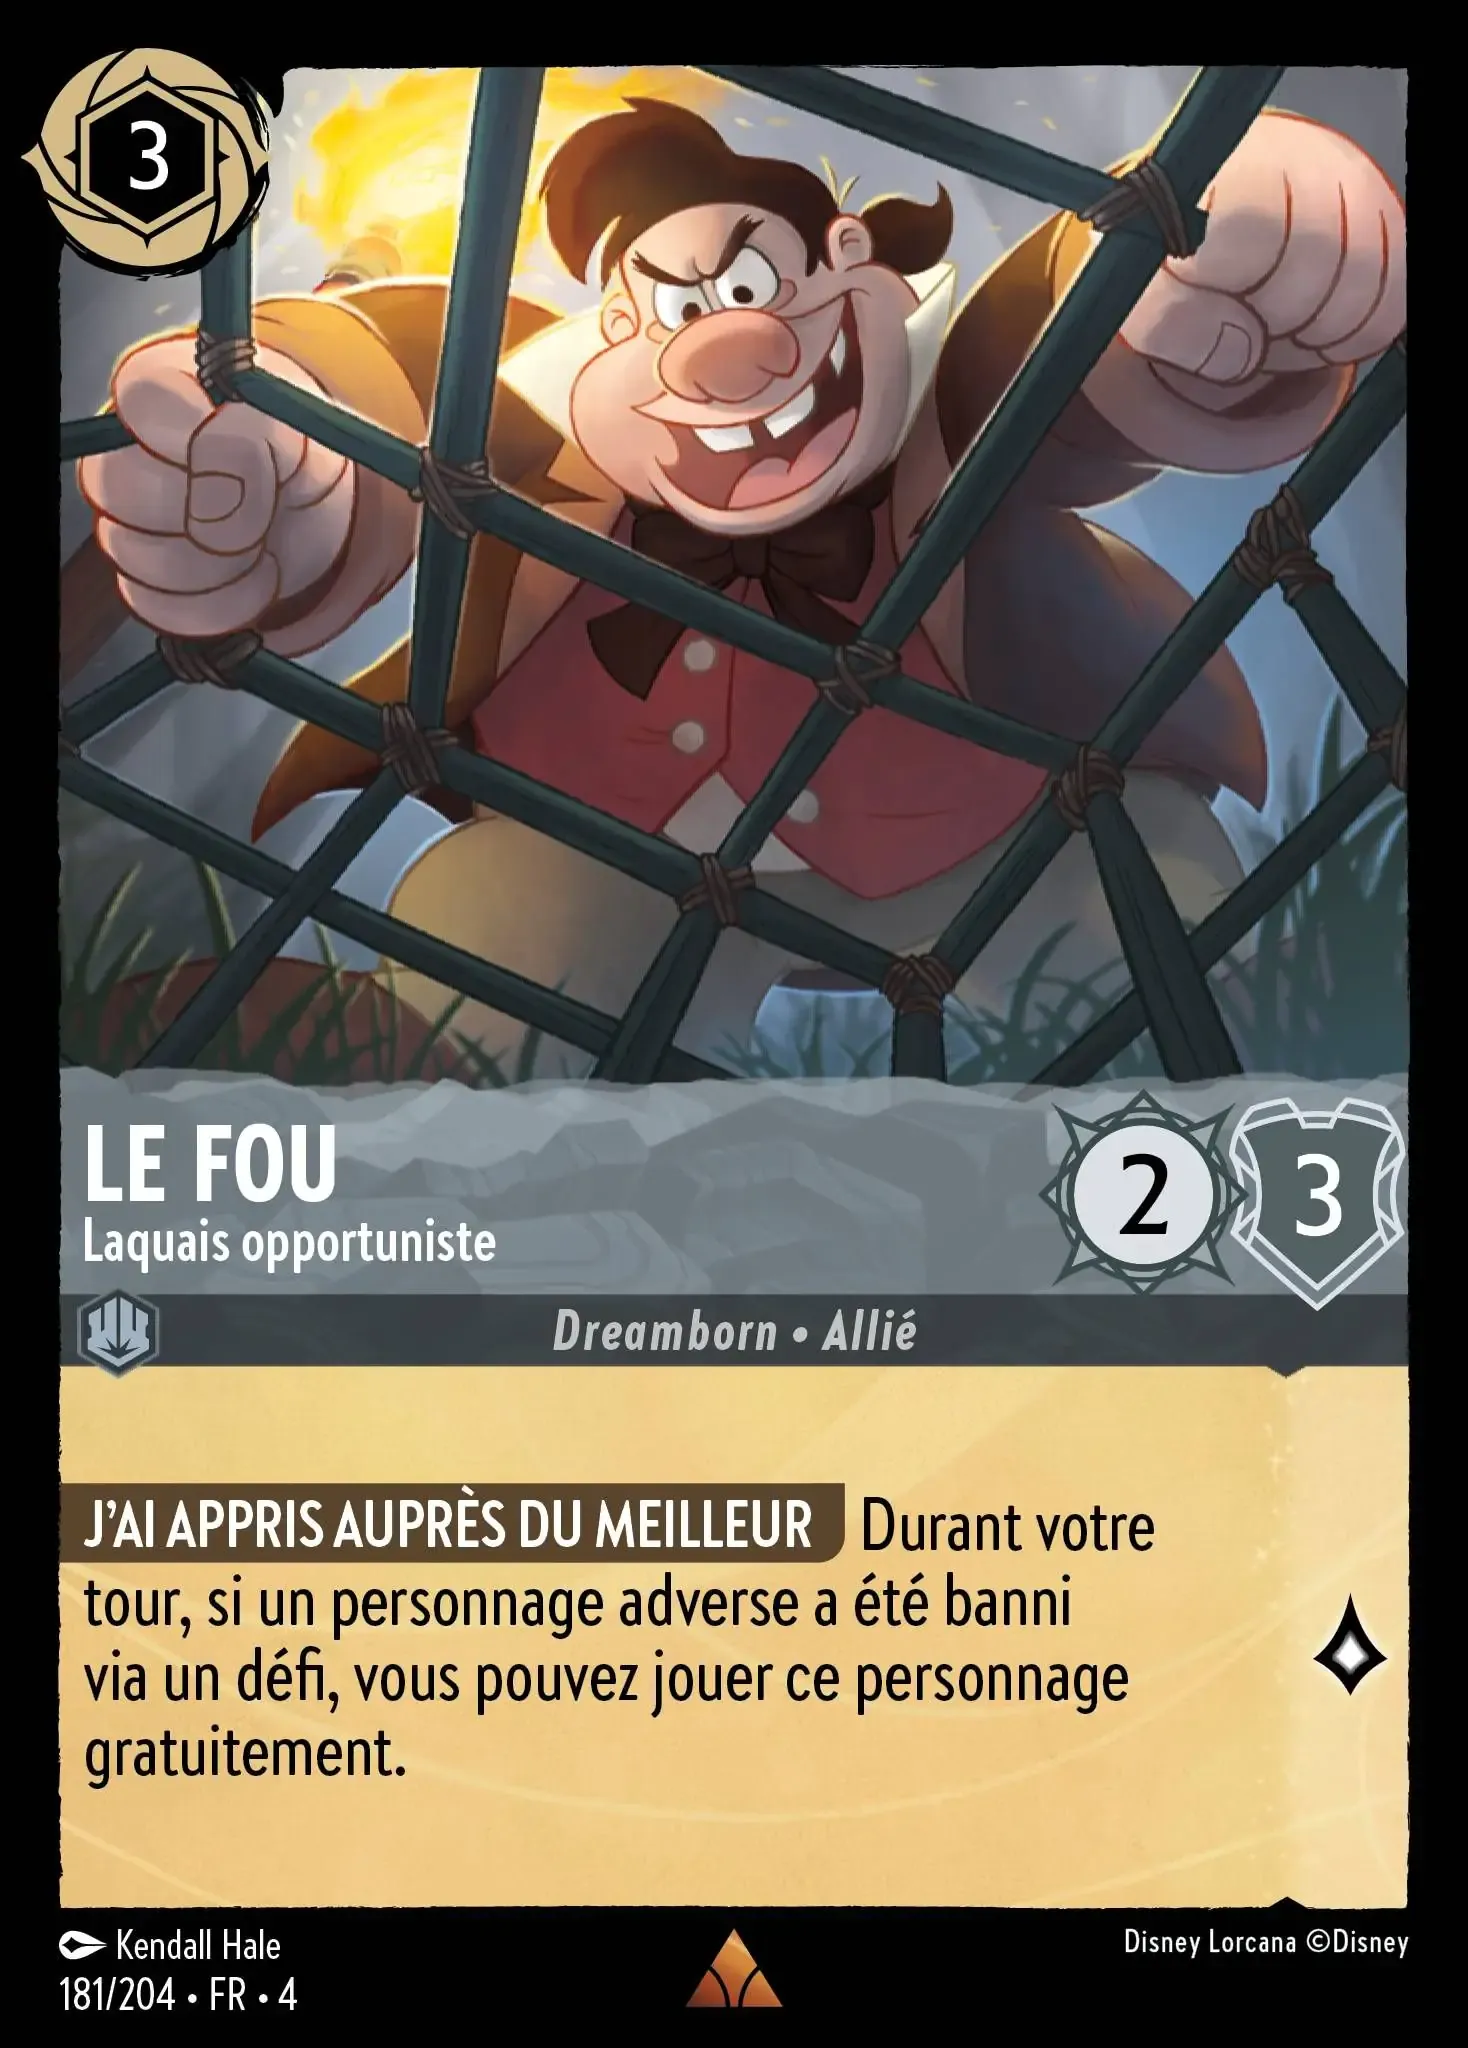 3
LE FOU
Laquais opportuniste
2
3
Dreamborn • Allié
J'AI APPRIS AUPRÈS DU MEILLEUR Durant votre
tour, si un personnage adverse a été banni
via un défi, vous pouvez jouer ce personnage
gratuitement.
Kendall Hale
Disney Lorcana ©Disney
181/204 • FR • 4